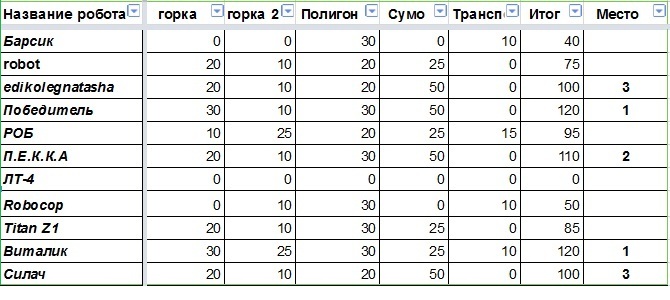 Название робота горка горка 2 Полигон Сумо Трансп Итог Место
Барсик 0 0 30 0 10 40
robot 20 10 20 25 0 75
edikolegnatasha 20 10 20 50 0 100 3
Победитель 30 10 30 50 0 120 1
РОБ 10 25 20 25 15 95
П.Е.К.К.А 20 10 30 50 0 110 2
ЛТ-4 0 0 0 0 0 0
Robocop 0 10 30 0 10 50
Titan Z1 20 10 30 25 0 85
Виталик 30 25 30 25 10 120 1
Силач 20 10 20 50 0 100 3